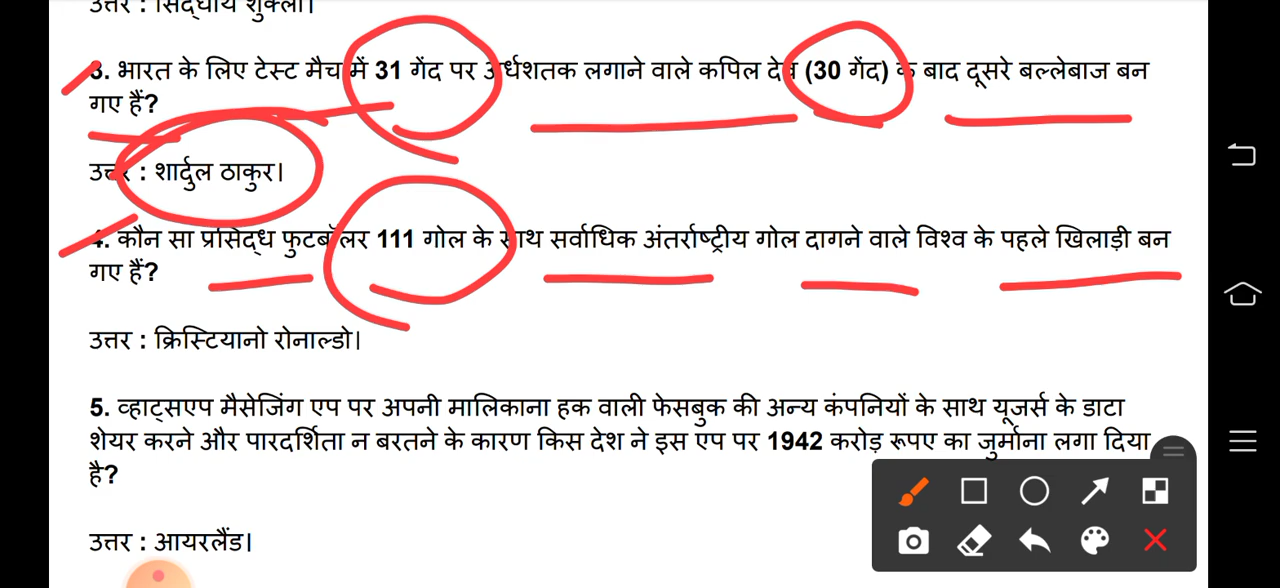 उत्तर : सिद्धार्थ शुक्ला।
3. भारत के लिए टेस्ट मैच में 31 गेंद पर अर्धशतक लगाने वाले कपिल देव (30 गेंद) के बाद दूसरे बल्लेबाज बन
गए हैं?
उत्तर : शार्दुल ठाकुर।
4. कौन सा प्रसिद्ध फुटबॉलर 111 गोल के साथ सर्वाधिक अंतर्राष्ट्रीय गोल दागने वाले विश्व के पहले खिलाड़ी बन
गए हैं?
उत्तर : क्रिस्टियानो रोनाल्डो।
5. व्हाट्सएप मैसेजिंग एप पर अपनी मालिकाना हक वाली फेसबुक की अन्य कंपनियों के साथ यूजर्स के डाटा
शेयर करने और पारदर्शिता न बरतने के कारण किस देश ने इस एप पर 1942 करोड़ रूपए का जुर्माना लगा दिया
है?
उत्तर : आयरलैंड।